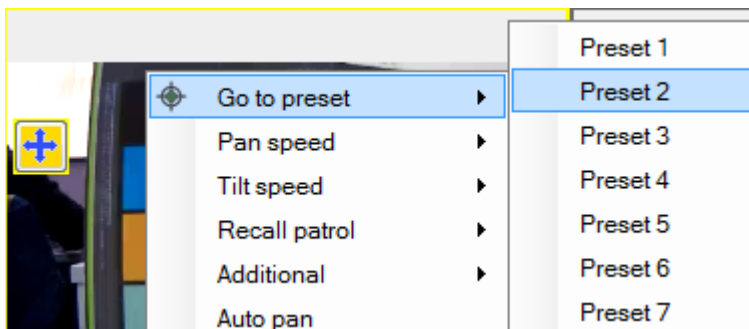 Go to preset
Pan speed
Tilt speed
Recall patrol
Additional
Auto pan
Preset 1
Preset 2
Preset 3
Preset 4
Preset 5
Preset 6
Preset 7